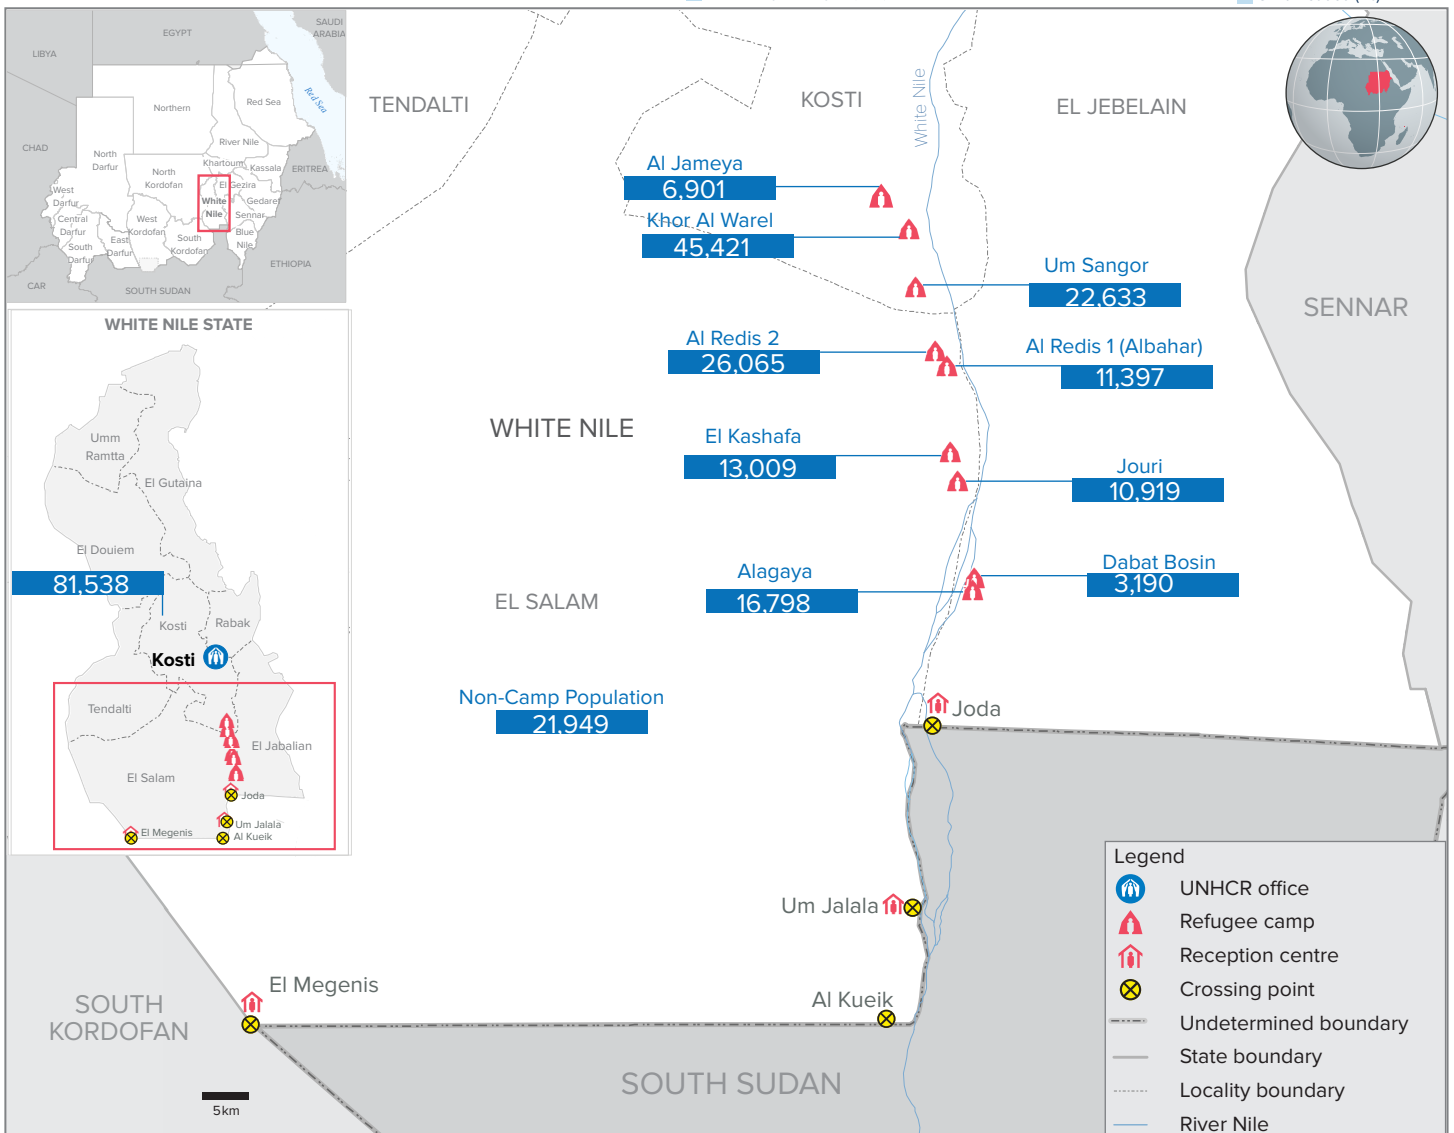 EGYPT
SAUDI
ARABIA
LIBYA
Red Sea
Northern
Red Sea
River Nile
CHAD
North
Darfur
Khartoum
Kassala
ERITREA
North
Kordofan
El Gezira
West
Darfur
White
Nile
Gedaref
Sennar
Central
Darfur
West
Kordofan
South
Darfur
East
Darfur
South
Kordofan
Blue
Nile
ETHIOPIA
CAR
SOUTH SUDAN
WHITE NILE STATE
Umm
Ramtta
El Gutaina
El Douiem
81,538
Kosti
Rabak
Kosti
Tendalti
El Jabalian
El Salam
Joda
Um Jalala
El Megenis
Al Kueik
TENDALTI
KOSTI
White Nile
EL JEBELAIN
Al Jameya
6,901
Khor Al Warel
45,421
Um Sangor
22,633
SENNAR
Al Redis 2
26,065
Al Redis 1 (Albahar)
11,397
WHITE NILE
El Kashafa
13,009
Jouri
10,919
Alagaya
16,798
Dabat Bosin
3,190
EL SALAM
Non-Camp Population
21,949
Joda
Um Jalala
El Megenis
Al Kueik
SOUTH
KORDOFAN
SOUTH SUDAN
5km
Legend
UNHCR office
Refugee camp
Reception centre
Crossing point
Undetermined boundary
State boundary
Locality boundary
River Nile